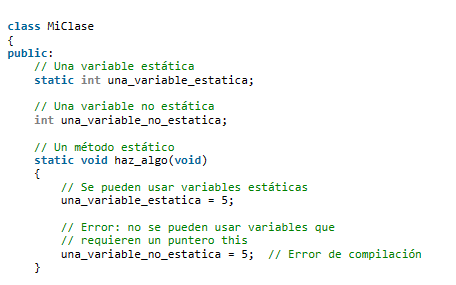 class MiClase
{
public:
    // Una variable estática
    static int una_variable_estatica;
    // Una variable no estática
    int una_variable_no_estatica;
    // Un método estático
    static void haz_algo(void)
    {
        // Se pueden usar variables estáticas
        una_variable_estatica = 5;
        // Error: no se pueden usar variables que
        // requieren un puntero this
        una_variable_no_estatica = 5;  // Error de compilación
    }